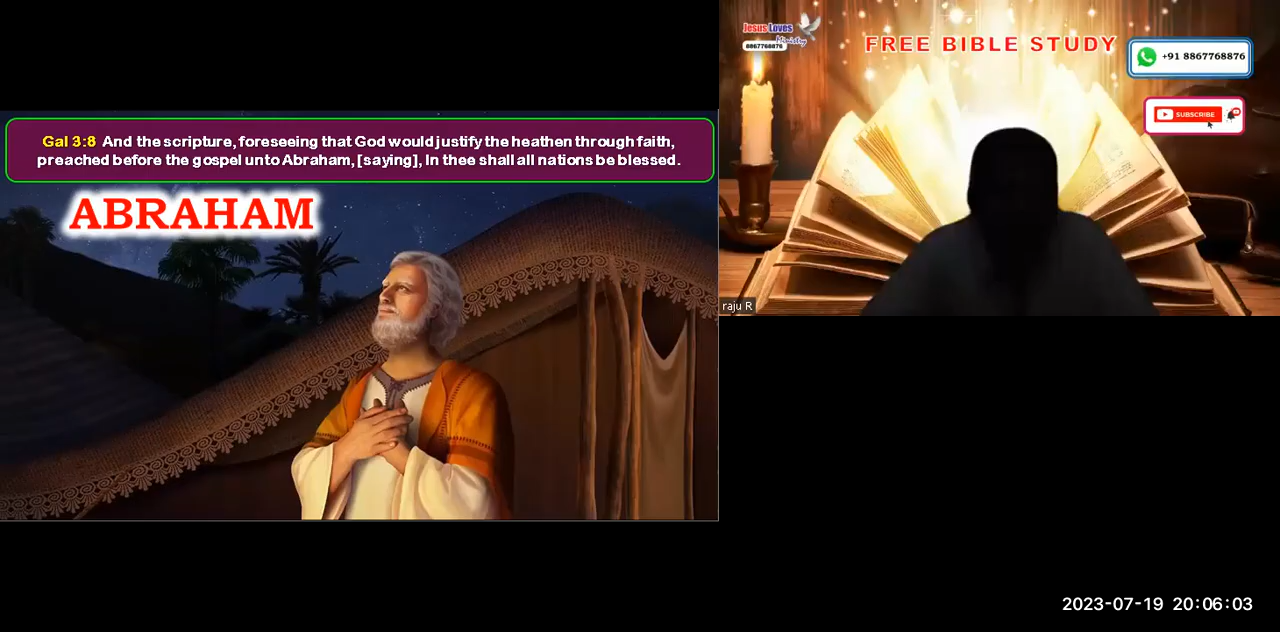 Gal 3:8 And the scripture, foreseeing that God would justify the heathen through faith,
preached before the gospel unto Abraham, [saying], In thee shall all nations be blessed.
ABRAHAM
Jesus Loves
Ministry
8867768876
FREE BIBLE STUDY
+91 8867768876
SUBSCRIBE
raju R
2023-07-19 20:06:03